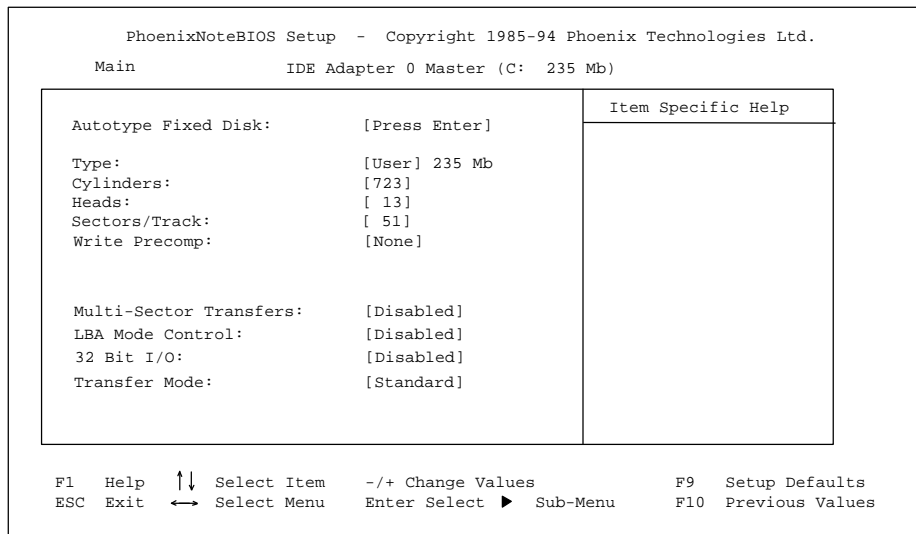 PhoenixNoteBIOS Setup - Copyright 1985-94 Phoenix Technologies Ltd.
Main IDE Adapter 0 Master (C: 235 Mb)
Item Specific Help
Autotype Fixed Disk: [Press Enter]
Type: [User] 235 Mb
Cylinders: [723]
Heads: [ 13]
Sectors/Track: [ 51]
Write Precomp: [None]
Multi-Sector Transfers: [Disabled]
LBA Mode Control: [Disabled]
32 Bit I/O: [Disabled]
Transfer Mode: [Standard]
F1 Help ↑↓ Select Item -/+ Change Values F9 Setup Defaults
ESC Exit ↔ Select Menu Enter Select ▶ Sub-Menu F10 Previous Values